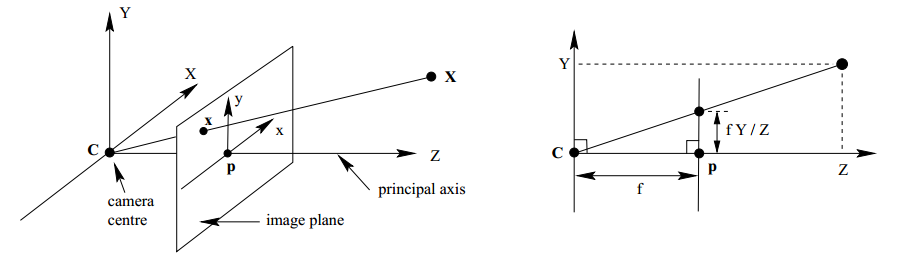 Y
X
X
y
x
x
C
Z
p
principal axis
camera
centre
image plane
Y
f Y / Z
C
p
Z
f